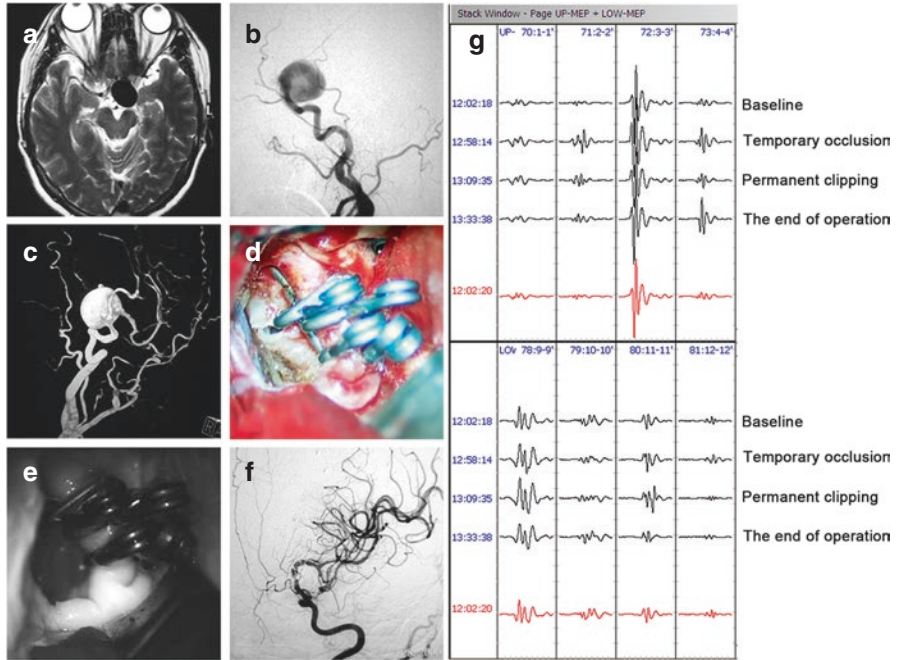 a
b
c
d
e
f
g
Stack Window - Page UP-MEP + LOW-MEP
UP- 70:1-1' 71:2-2' 72:3-3' 73:4-4'
12:02:18 Baseline
12:58:14 Temporary occlusion
13:09:35 Permanent clipping
13:33:38 The end of operation
12:02:20
LOW 78:9-9' 79:10-10' 80:11-11' 81:12-12'
12:02:18 Baseline
12:58:14 Temporary occlusion
13:09:35 Permanent clipping
13:33:38 The end of operation
12:02:20